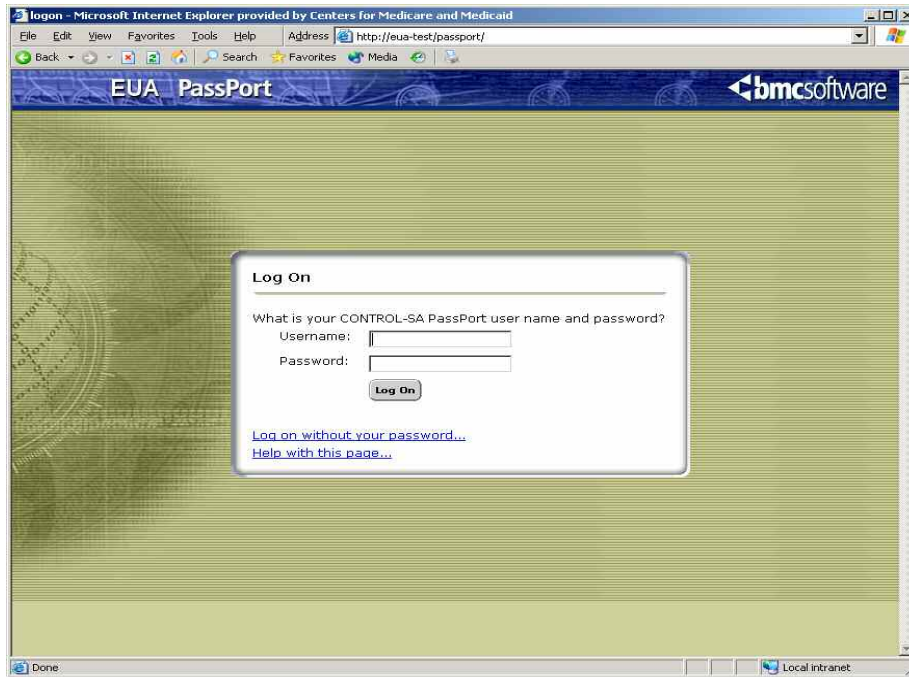 logon - Microsoft Internet Explorer provided by Centers for Medicare and Medicaid
File Edit View Favorites Tools Help Address http://eua-test/passport/
Back Search Favorites Media
EUA PassPort bmcsoftware
Log On
What is your CONTROL-SA PassPort user name and password?
Username:
Password:
Log On
Log on without your password...
Help with this page...
Done Local intranet